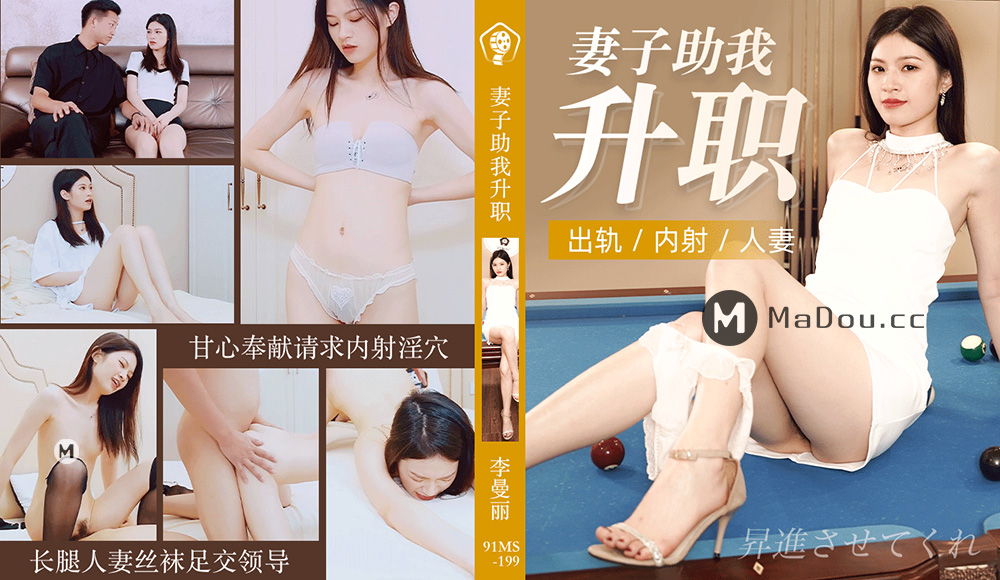 甘心奉献请求内射淫穴
长腿人妻丝袜足交领导
M
妻子助我升职
李曼丽
91MS
-199
妻子助我
升职
出轨 / 内射 / 人妻
M MaDou.cc
昇進させてくれ